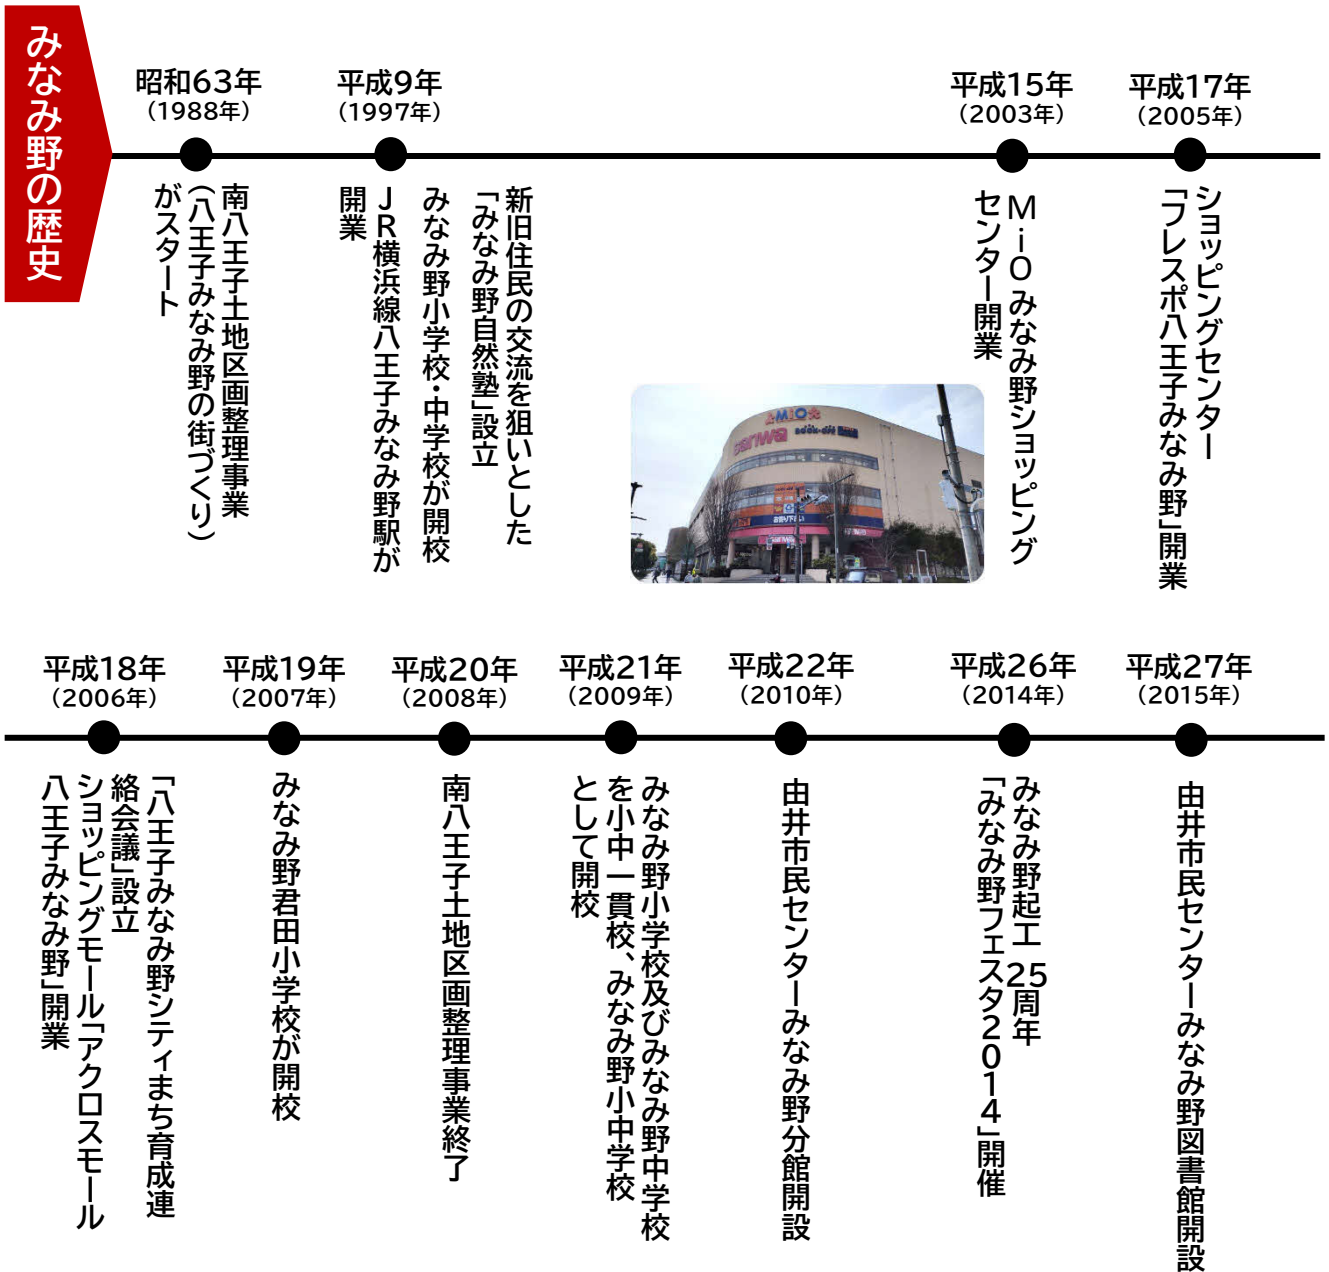 みなみ野の歴史
昭和63年
（1988年）
南八王子土地区画整理事業
（八王子みなみ野の街づくり）
がスタート
平成9年
（1997年）
新旧住民の交流を狙いとした
「みなみ野自然塾」設立
みなみ野小学校・中学校が開校
JR横浜線八王子みなみ野駅が
開業
平成15年
（2003年）
MiOみなみ野ショッピング
センター開業
平成17年
（2005年）
ショッピングセンター
「フレスポ八王子みなみ野」開業
MiO
sanwa
BOOK-OFF
sanwa
平成18年
（2006年）
「八王子みなみ野シティまち育成連
絡会議」設立
ショッピングモール「アクロスモール
八王子みなみ野」開業
平成19年
（2007年）
みなみ野君田小学校が開校
平成20年
（2008年）
南八王子土地区画整理事業終了
平成21年
（2009年）
みなみ野小学校及びみなみ野中学校
を小中一貫校、みなみ野小中学校
として開校
平成22年
（2010年）
由井市民センターみなみ野分館開設
平成26年
（2014年）
みなみ野起工 25周年
「みなみ野フェスタ2014」開催
平成27年
（2015年）
由井市民センターみなみ野図書館開設